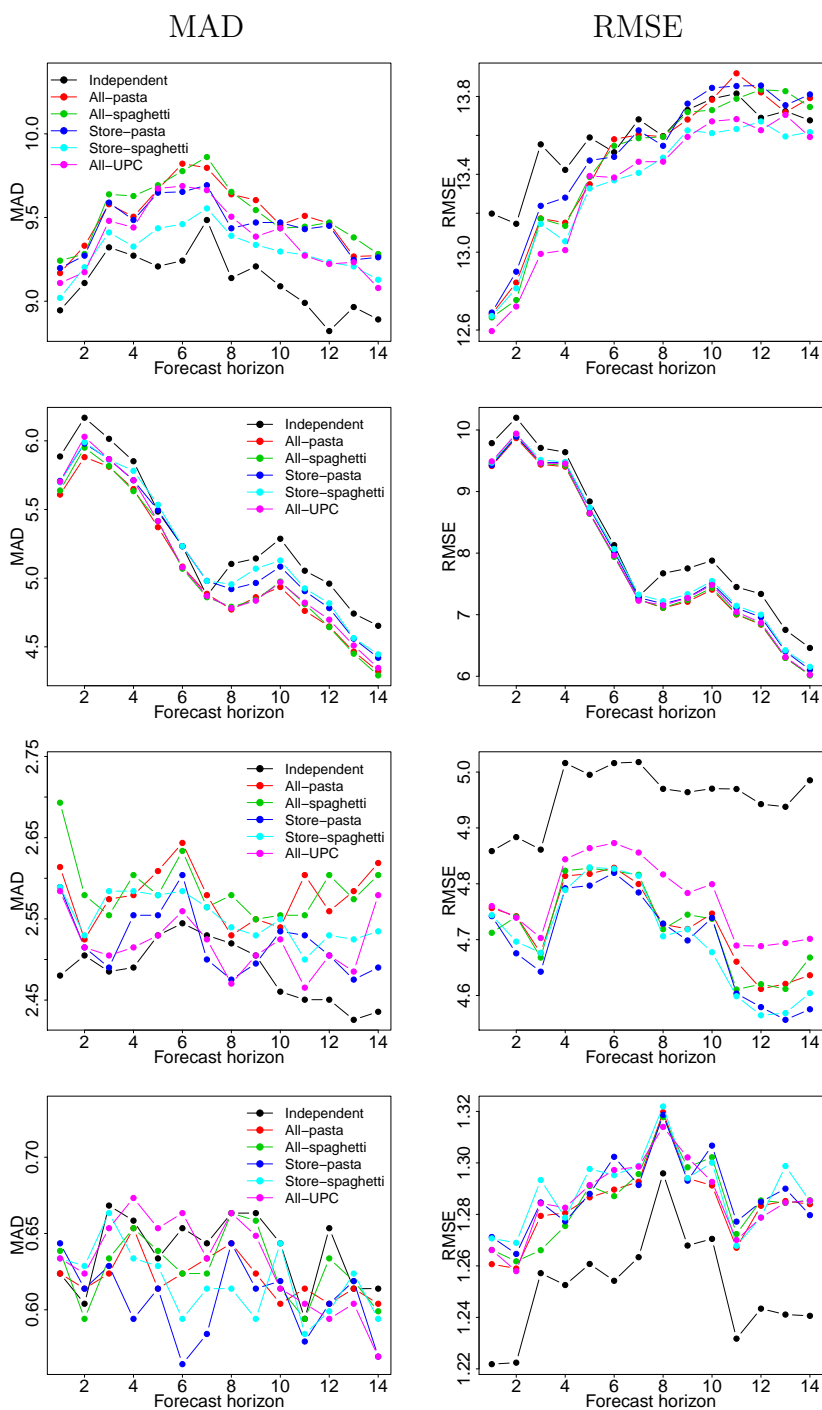 MAD RMSE
10.0
9.5
9.0
MAD
Independent
All-pasta
All-spaghetti
Store-pasta
Store-spaghetti
All-UPC
2 4 6 8 10 12 14
Forecast horizon
13.8
13.4
13.0
12.6
RMSE
2 4 6 8 10 12 14
Forecast horizon
6.0
5.5
5.0
4.5
MAD
Independent
All-pasta
All-spaghetti
Store-pasta
Store-spaghetti
All-UPC
2 4 6 8 10 12 14
Forecast horizon
10
9
8
7
6
RMSE
2 4 6 8 10 12 14
Forecast horizon
2.75
2.65
2.55
2.45
MAD
Independent
All-pasta
All-spaghetti
Store-pasta
Store-spaghetti
All-UPC
2 4 6 8 10 12 14
Forecast horizon
5.0
4.9
4.8
4.7
4.6
RMSE
2 4 6 8 10 12 14
Forecast horizon
0.70
0.65
0.60
MAD
Independent
All-pasta
All-spaghetti
Store-pasta
Store-spaghetti
All-UPC
2 4 6 8 10 12 14
Forecast horizon
1.32
1.30
1.28
1.26
1.24
1.22
RMSE
2 4 6 8 10 12 14
Forecast horizon